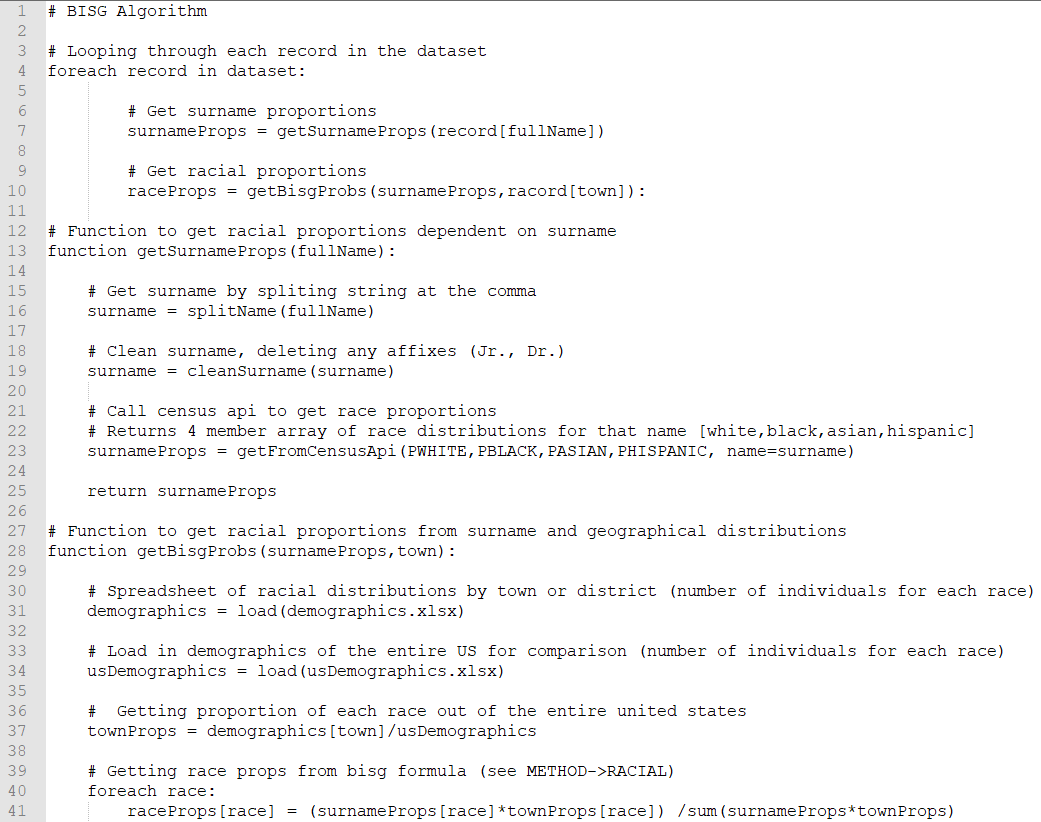 1 # BISG Algorithm
2
3 # Looping through each record in the dataset
4 foreach record in dataset:
5
6 # Get surname proportions
7 surnameProps = getSurnameProps(record[fullName])
8
9 # Get racial proportions
10 raceProps = getBisgProbs(surnameProps,racord[town]):
11
12 # Function to get racial proportions dependent on surname
13 function getSurnameProps(fullName):
14
15 # Get surname by spliting string at the comma
16 surname = splitName(fullName)
17
18 # Clean surname, deleting any affixes (Jr., Dr.)
19 surname = cleanSurname(surname)
20
21 # Call census api to get race proportions
22 # Returns 4 member array of race distributions for that name [white,black,asian,hispanic]
23 surnameProps = getFromCensusApi(PWHITE,PBLACK,PASIAN,PHISPANIC, name=surname)
24
25 return surnameProps
26
27 # Function to get racial proportions from surname and geographical distributions
28 function getBisgProbs(surnameProps,town):
29
30 # Spreadsheet of racial distributions by town or district (number of individuals for each race)
31 demographics = load(demographics.xlsx)
32
33 # Load in demographics of the entire US for comparison (number of individuals for each race)
34 usDemographics = load(usDemographics.xlsx)
35
36 #  Getting proportion of each race out of the entire united states
37 townProps = demographics[town]/usDemographics
38
39 # Getting race props from bisg formula (see METHOD->RACIAL)
40 foreach race:
41 raceProps[race] = (surnameProps[race]*townProps[race]) /sum(surnameProps*townProps)